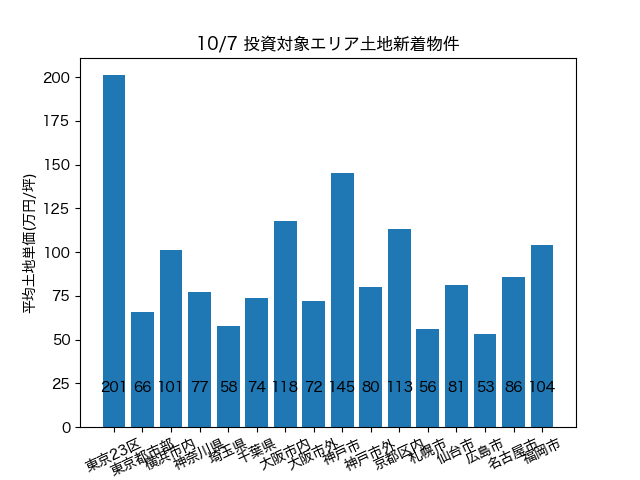 10/7 投資対象エリア土地新着物件
平均土地単価(万円/坪)
200
175
150
125
100
75
50
25
0
201 66 101 77 58 74 118 72 145 80 113 56 81 53 86 104
東京23区
東京都市部
横浜市内
神奈川県
埼玉県
千葉県
大阪市内
大阪市外
神戸市
神戸市外
京都区内
札幌市
仙台市
広島市
名古屋市
福岡市